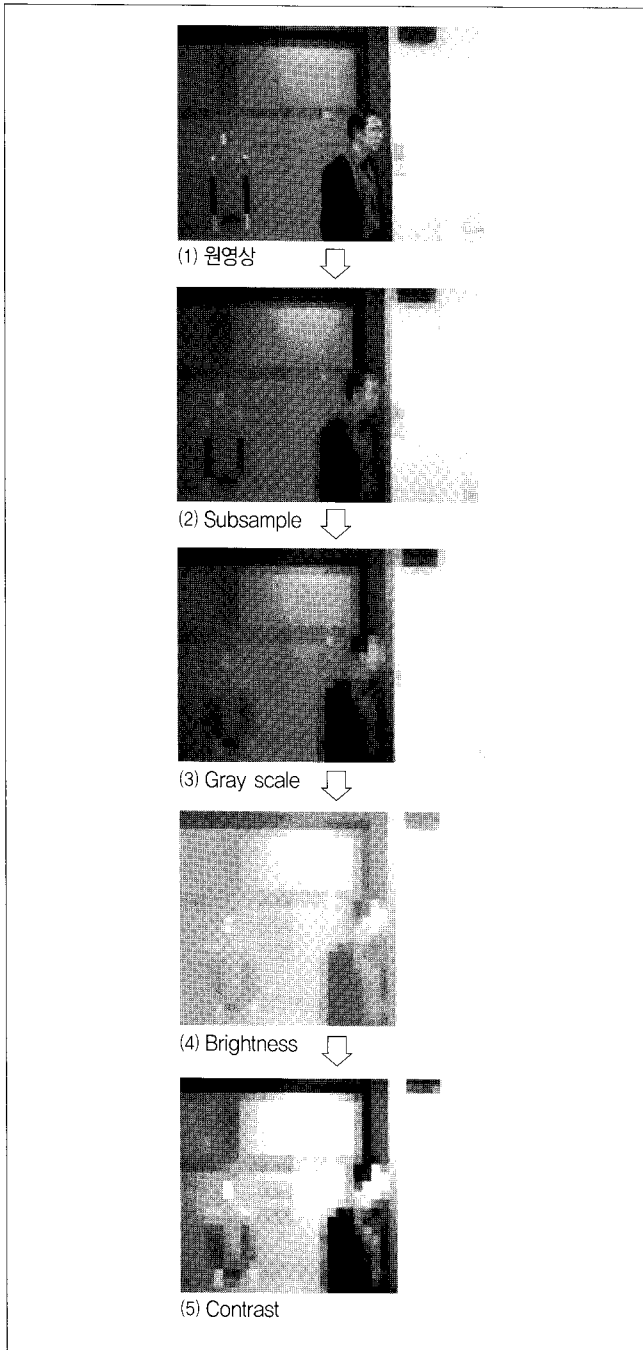 (1) 원영상
(2) Subsample
(3) Gray scale
(4) Brightness
(5) Contrast